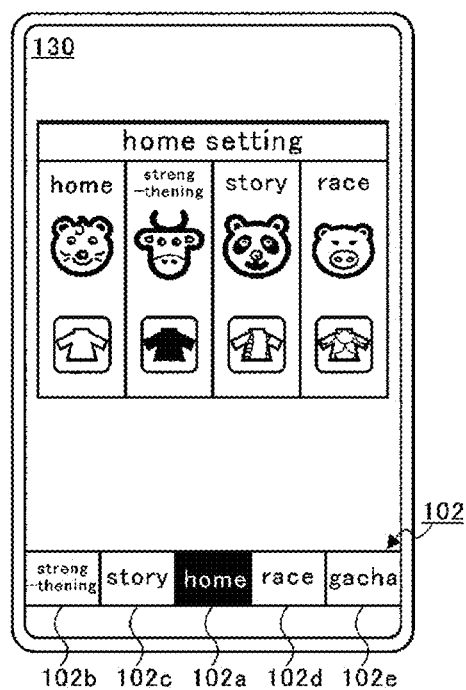 130
home setting
home
streng
-thening
story
race
102
streng
-thening
story
home
race
gacha
102b
102c
102a
102d
102e